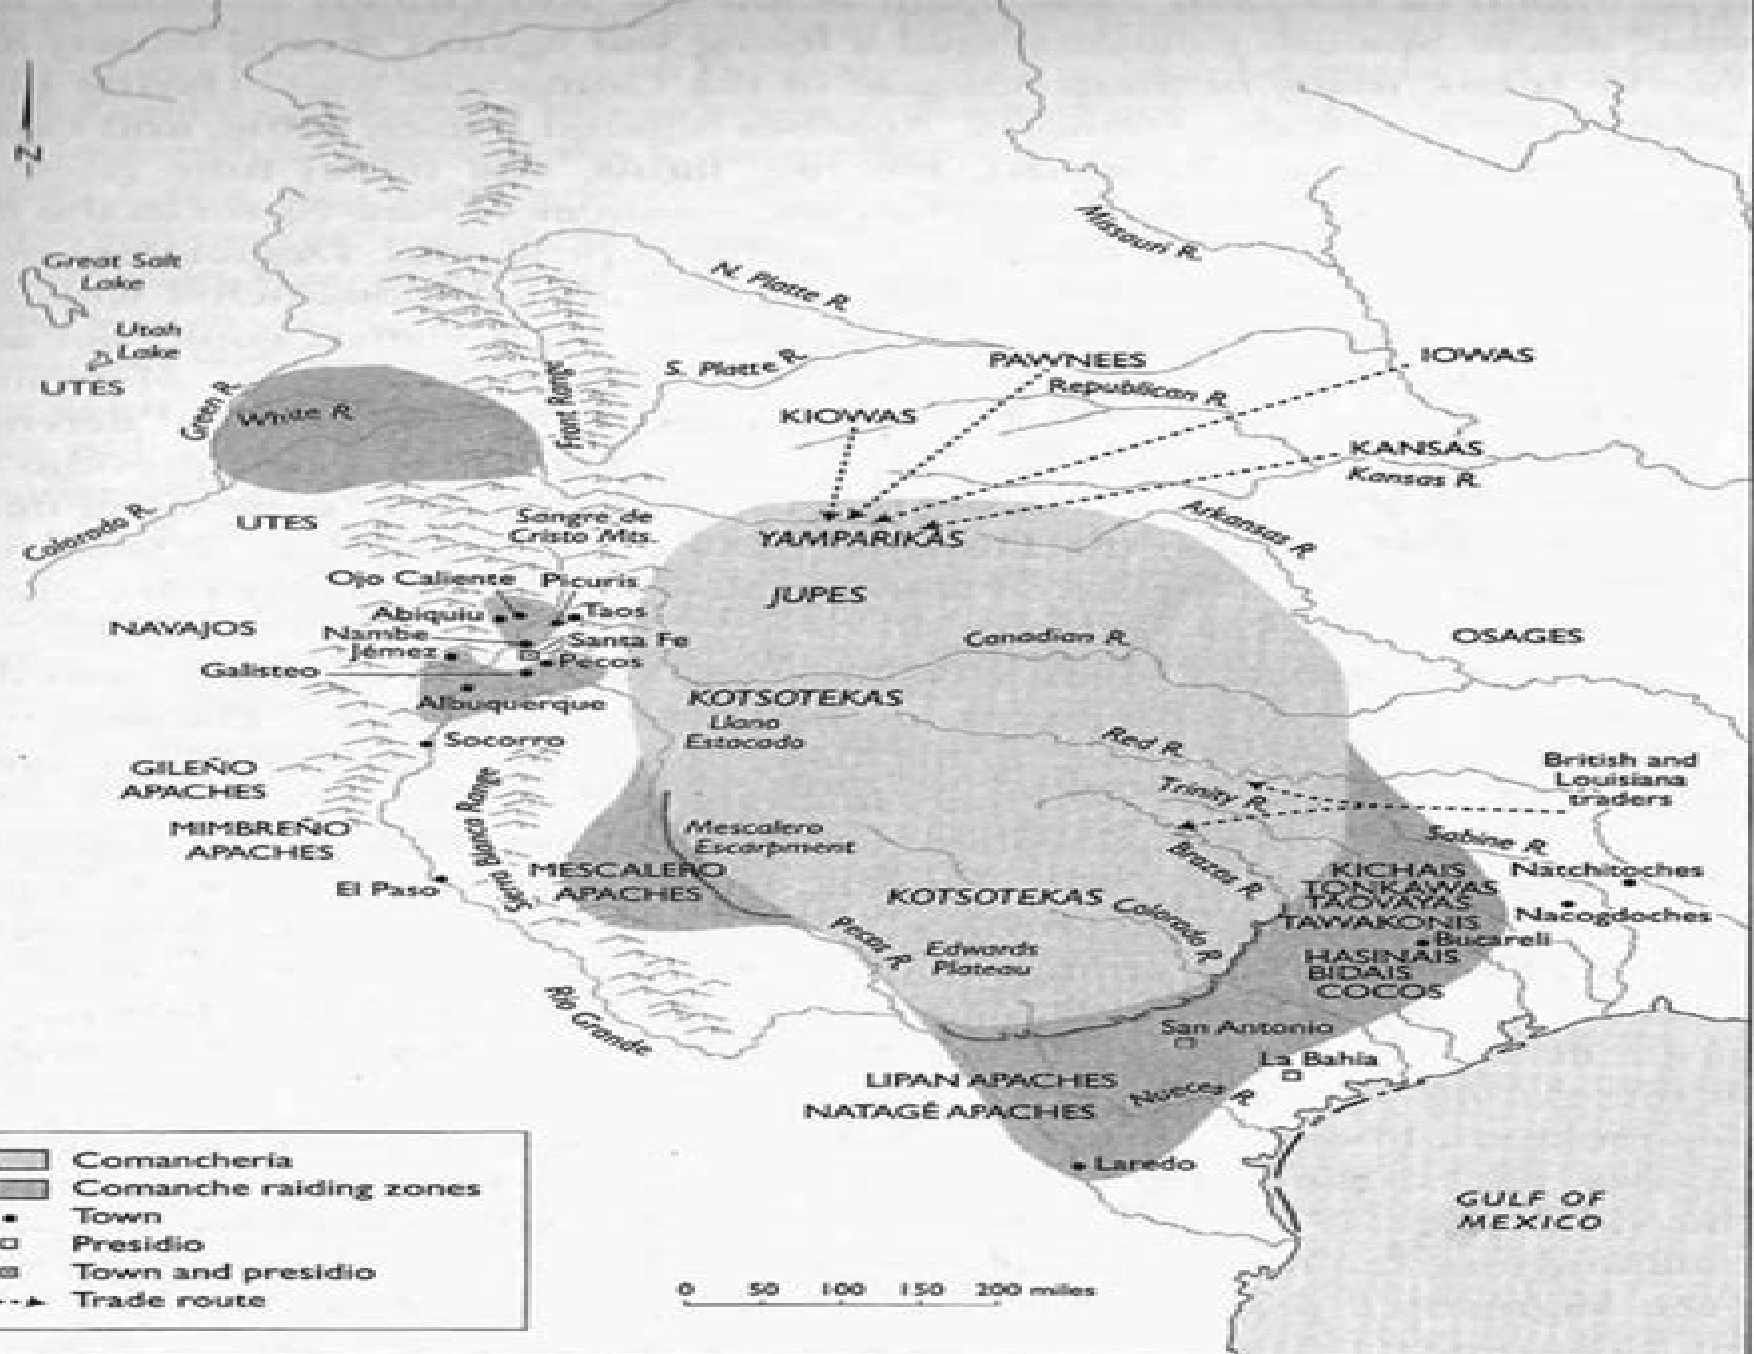 N
Missouri R.
Great Salt
Lake
N. Platte R.
Utah
Lake
UTES
Green R.
White R.
Front Range
S. Platte R.
PAWNEES
IOWAS
Republican R.
KIOWAS
KANSAS
Kansas R.
Colorado R.
UTES
Sangre de
Cristo Mts.
YAMPARIKAS
Arkansas R.
Ojo Caliente
Picuris
JUPES
Abiquiu
Taos
NAVAJOS
Nambe
Santa Fe
Canadian R.
OSAGES
Jémez
Pecos
Galisteo
Albuquerque
KOTSOTEKAS
Llano
Estacado
Socorro
Red R.
British and
Louisiana
traders
GILEÑO
APACHES
Trinity R.
Sierra Blanca Range
MIMBREÑO
APACHES
Mescalero
Escarpment
Sabine R.
Brazos R.
MESCALERO
APACHES
KICHAIS
TONKAWAS
TAOVAYAS
TAWAKONIS
Natchitoches
El Paso
KOTSOTEKAS
Colorado R.
Nacogdoches
Bucareli
Pecos R.
Edwards
Plateau
HASINAIS
BIDAIS
COCOS
Rio Grande
San Antonio
La Bahia
LIPAN APACHES
Nueces R.
NATAGÉ APACHES
Laredo
GULF OF
MEXICO
Comanchería
Comanche raiding zones
Town
Presidio
Town and presidio
Trade route
0 50 100 150 200 miles